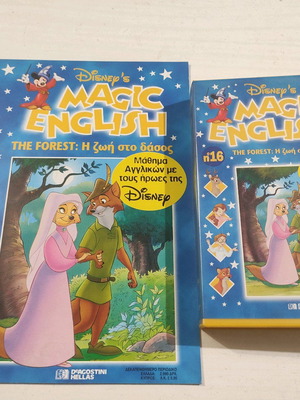 DISNEY'S
MAGIC
ENGLISH
THE FOREST: Η ζωή στο δάσος
Μάθημα
Αγγλικών με
τους ήρωες της
Disney
DEAGOSTINI
HELLAS
DISNEY'S
MAGIC
ENGLISH
THE FOREST: Η ζωή σ
n16